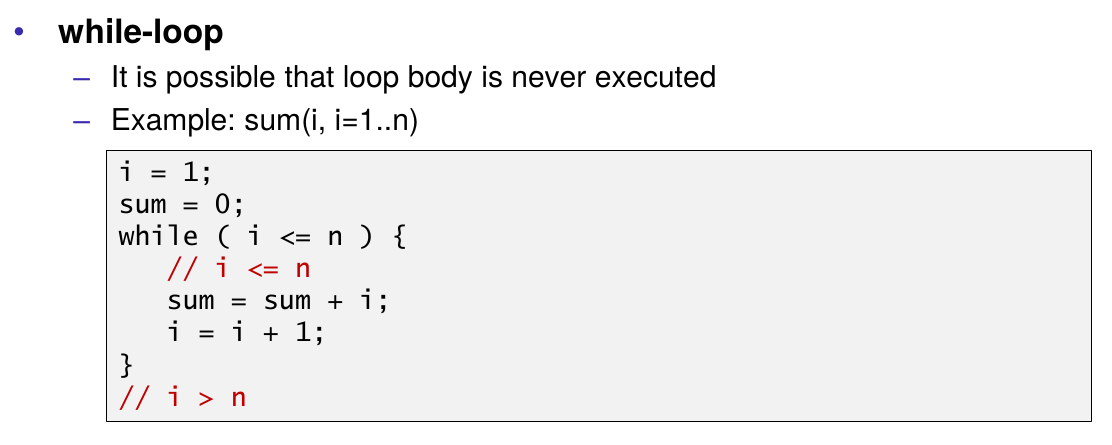 • while-loop
– It is possible that loop body is never executed
– Example: sum(i, i=1..n)
i = 1;
sum = 0;
while ( i <= n ) {
   // i <= n
   sum = sum + i;
   i = i + 1;
}
// i > n